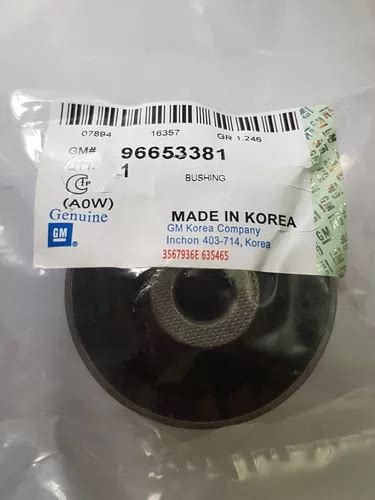 07894 16357 GR 1.246
GM# 96653381
1
BUSHING
(A0W)
Genuine
GM
MADE IN KOREA
GM Korea Company
Inchon 403-714, Korea
3567936E 635465